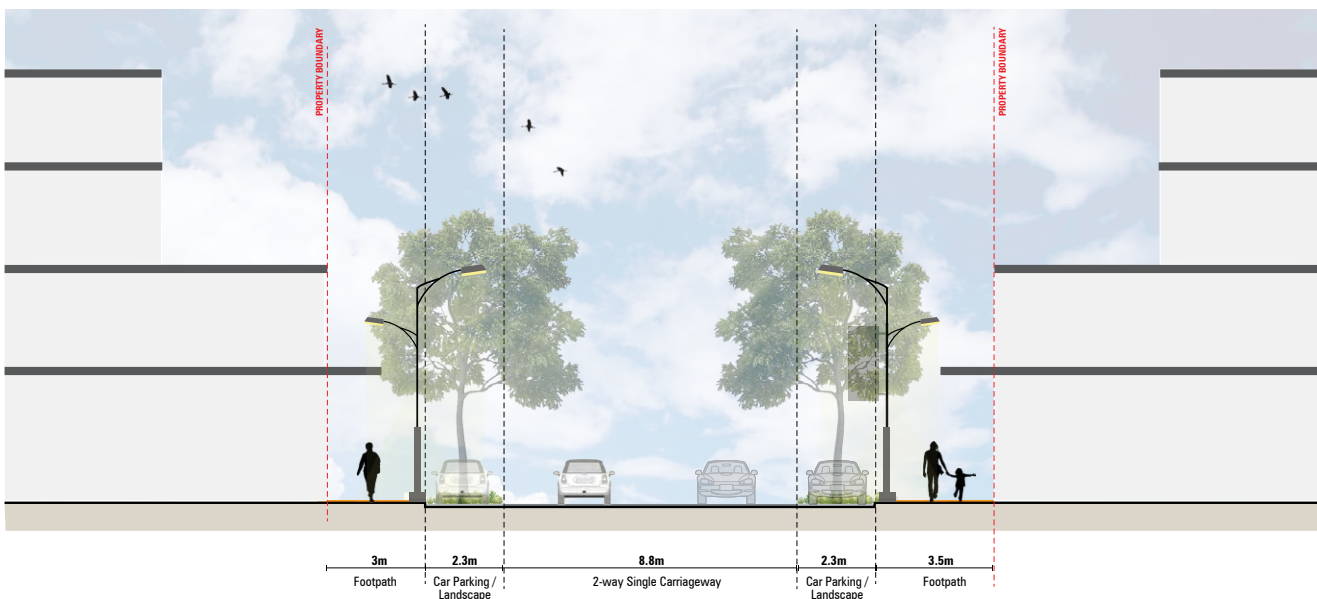 PROPERTY BOUNDARY
PROPERTY BOUNDARY
3m
2.3m
8.8m
2.3m
3.5m
Footpath
Car Parking /
Landscape
2-way Single Carriageway
Car Parking /
Landscape
Footpath